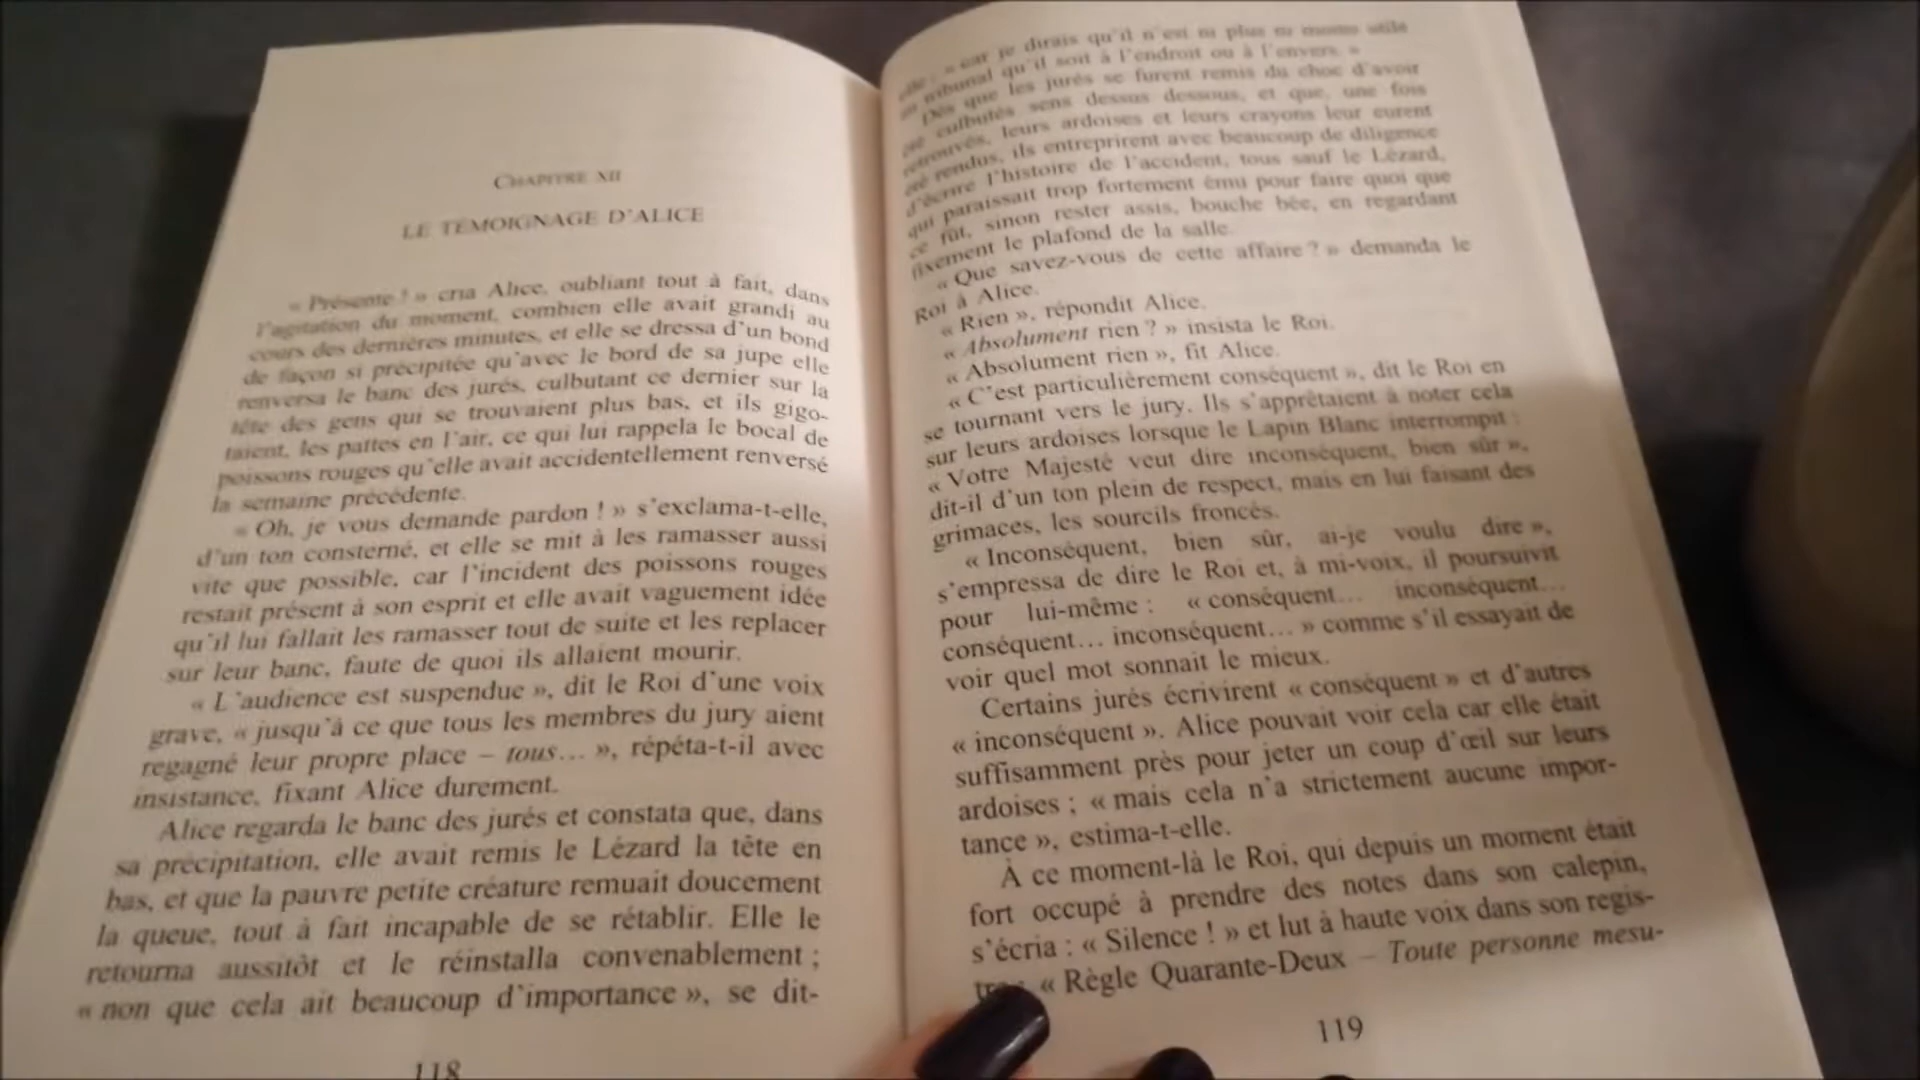 CHAPITRE XII
LE TÉMOIGNAGE D'ALICE
« Présente ! » cria Alice, oubliant tout à fait, dans
l'agitation du moment, combien elle avait grandi au
cours des dernières minutes, et elle se dressa d'un bond
de façon si précipitée qu'avec le bord de sa jupe elle
renversa le banc des jurés, culbutant ce dernier sur la
tête des gens qui se trouvaient plus bas, et ils gigo-
taient, les pattes en l'air, ce qui lui rappela le bocal de
poissons rouges qu'elle avait accidentellement renversé
la semaine précédente.
« Oh, je vous demande pardon ! » s'exclama-t-elle,
d'un ton consterné, et elle se mit à les ramasser aussi
vite que possible, car l'incident des poissons rouges
restait présent à son esprit et elle avait vaguement idée
qu'il lui fallait les ramasser tout de suite et les replacer
sur leur banc, faute de quoi ils allaient mourir.
« L'audience est suspendue », dit le Roi d'une voix
grave, « jusqu'à ce que tous les membres du jury aient
regagné leur propre place – tous... », répéta-t-il avec
insistance, fixant Alice durement.
Alice regarda le banc des jurés et constata que, dans
sa précipitation, elle avait remis le Lézard la tête en
bas, et que la pauvre petite créature remuait doucement
la queue, tout à fait incapable de se rétablir. Elle le
retourna aussitôt et le réinstalla convenablement ;
« non que cela ait beaucoup d'importance », se dit-
118
elle ; « car je dirais qu'il n'est ni plus ni moins utile
au tribunal qu'il soit à l'endroit ou à l'envers. »
Dès que les jurés se furent remis du choc d'avoir
été culbutés sens dessus dessous, et que, une fois
retrouvés, leurs ardoises et leurs crayons leur eurent
été rendus, ils entreprirent avec beaucoup de diligence
d'écrire l'histoire de l'accident, tous sauf le Lézard,
qui paraissait trop fortement ému pour faire quoi que
ce fût, sinon rester assis, bouche bée, en regardant
fixement le plafond de la salle.
« Que savez-vous de cette affaire ? » demanda le
Roi à Alice.
« Rien », répondit Alice.
« Absolument rien ? » insista le Roi.
« Absolument rien », fit Alice.
« C'est particulièrement conséquent », dit le Roi en
se tournant vers le jury. Ils s'apprêtaient à noter cela
sur leurs ardoises lorsque le Lapin Blanc interrompit :
« Votre Majesté veut dire inconséquent, bien sûr »,
dit-il d'un ton plein de respect, mais en lui faisant des
grimaces, les sourcils froncés.
« Inconséquent, bien sûr, ai-je voulu dire »,
s'empressa de dire le Roi et, à mi-voix, il poursuivit
pour lui-même : « conséquent... inconséquent...
conséquent... inconséquent... » comme s'il essayait de
voir quel mot sonnait le mieux.
Certains jurés écrivirent « conséquent » et d'autres
« inconséquent ». Alice pouvait voir cela car elle était
suffisamment près pour jeter un coup d'œil sur leurs
ardoises ; « mais cela n'a strictement aucune impor-
tance », estima-t-elle.
À ce moment-là le Roi, qui depuis un moment était
fort occupé à prendre des notes dans son calepin,
s'écria : « Silence ! » et lut à haute voix dans son regis-
tre : « Règle Quarante-Deux – Toute personne mesu-
119